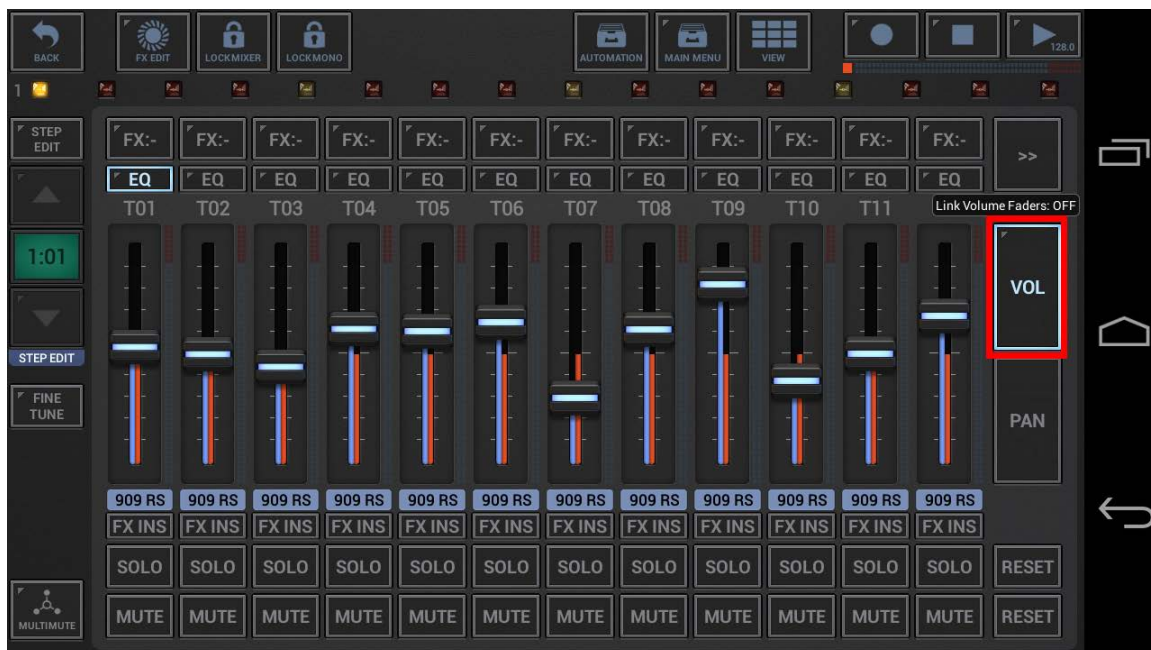 BACK
FX EDIT
LOCKMIXER
LOCKMONO
AUTOMATION
MAIN MENU
VIEW
128.0
1
STEP EDIT
FX:- FX:- FX:- FX:- FX:- FX:- FX:- FX:- FX:- FX:- FX:- FX:-
>>
EQ EQ EQ EQ EQ EQ EQ EQ EQ EQ EQ EQ
T01 T02 T03 T04 T05 T06 T07 T08 T09 T10 T11
Link Volume Faders: OFF
1:01
VOL
STEP EDIT
FINE TUNE
PAN
909 RS 909 RS 909 RS 909 RS 909 RS 909 RS 909 RS 909 RS 909 RS 909 RS 909 RS 909 RS
FX INS FX INS FX INS FX INS FX INS FX INS FX INS FX INS FX INS FX INS FX INS FX INS
SOLO SOLO SOLO SOLO SOLO SOLO SOLO SOLO SOLO SOLO SOLO SOLO RESET
MULTIMUTE
MUTE MUTE MUTE MUTE MUTE MUTE MUTE MUTE MUTE MUTE MUTE MUTE RESET